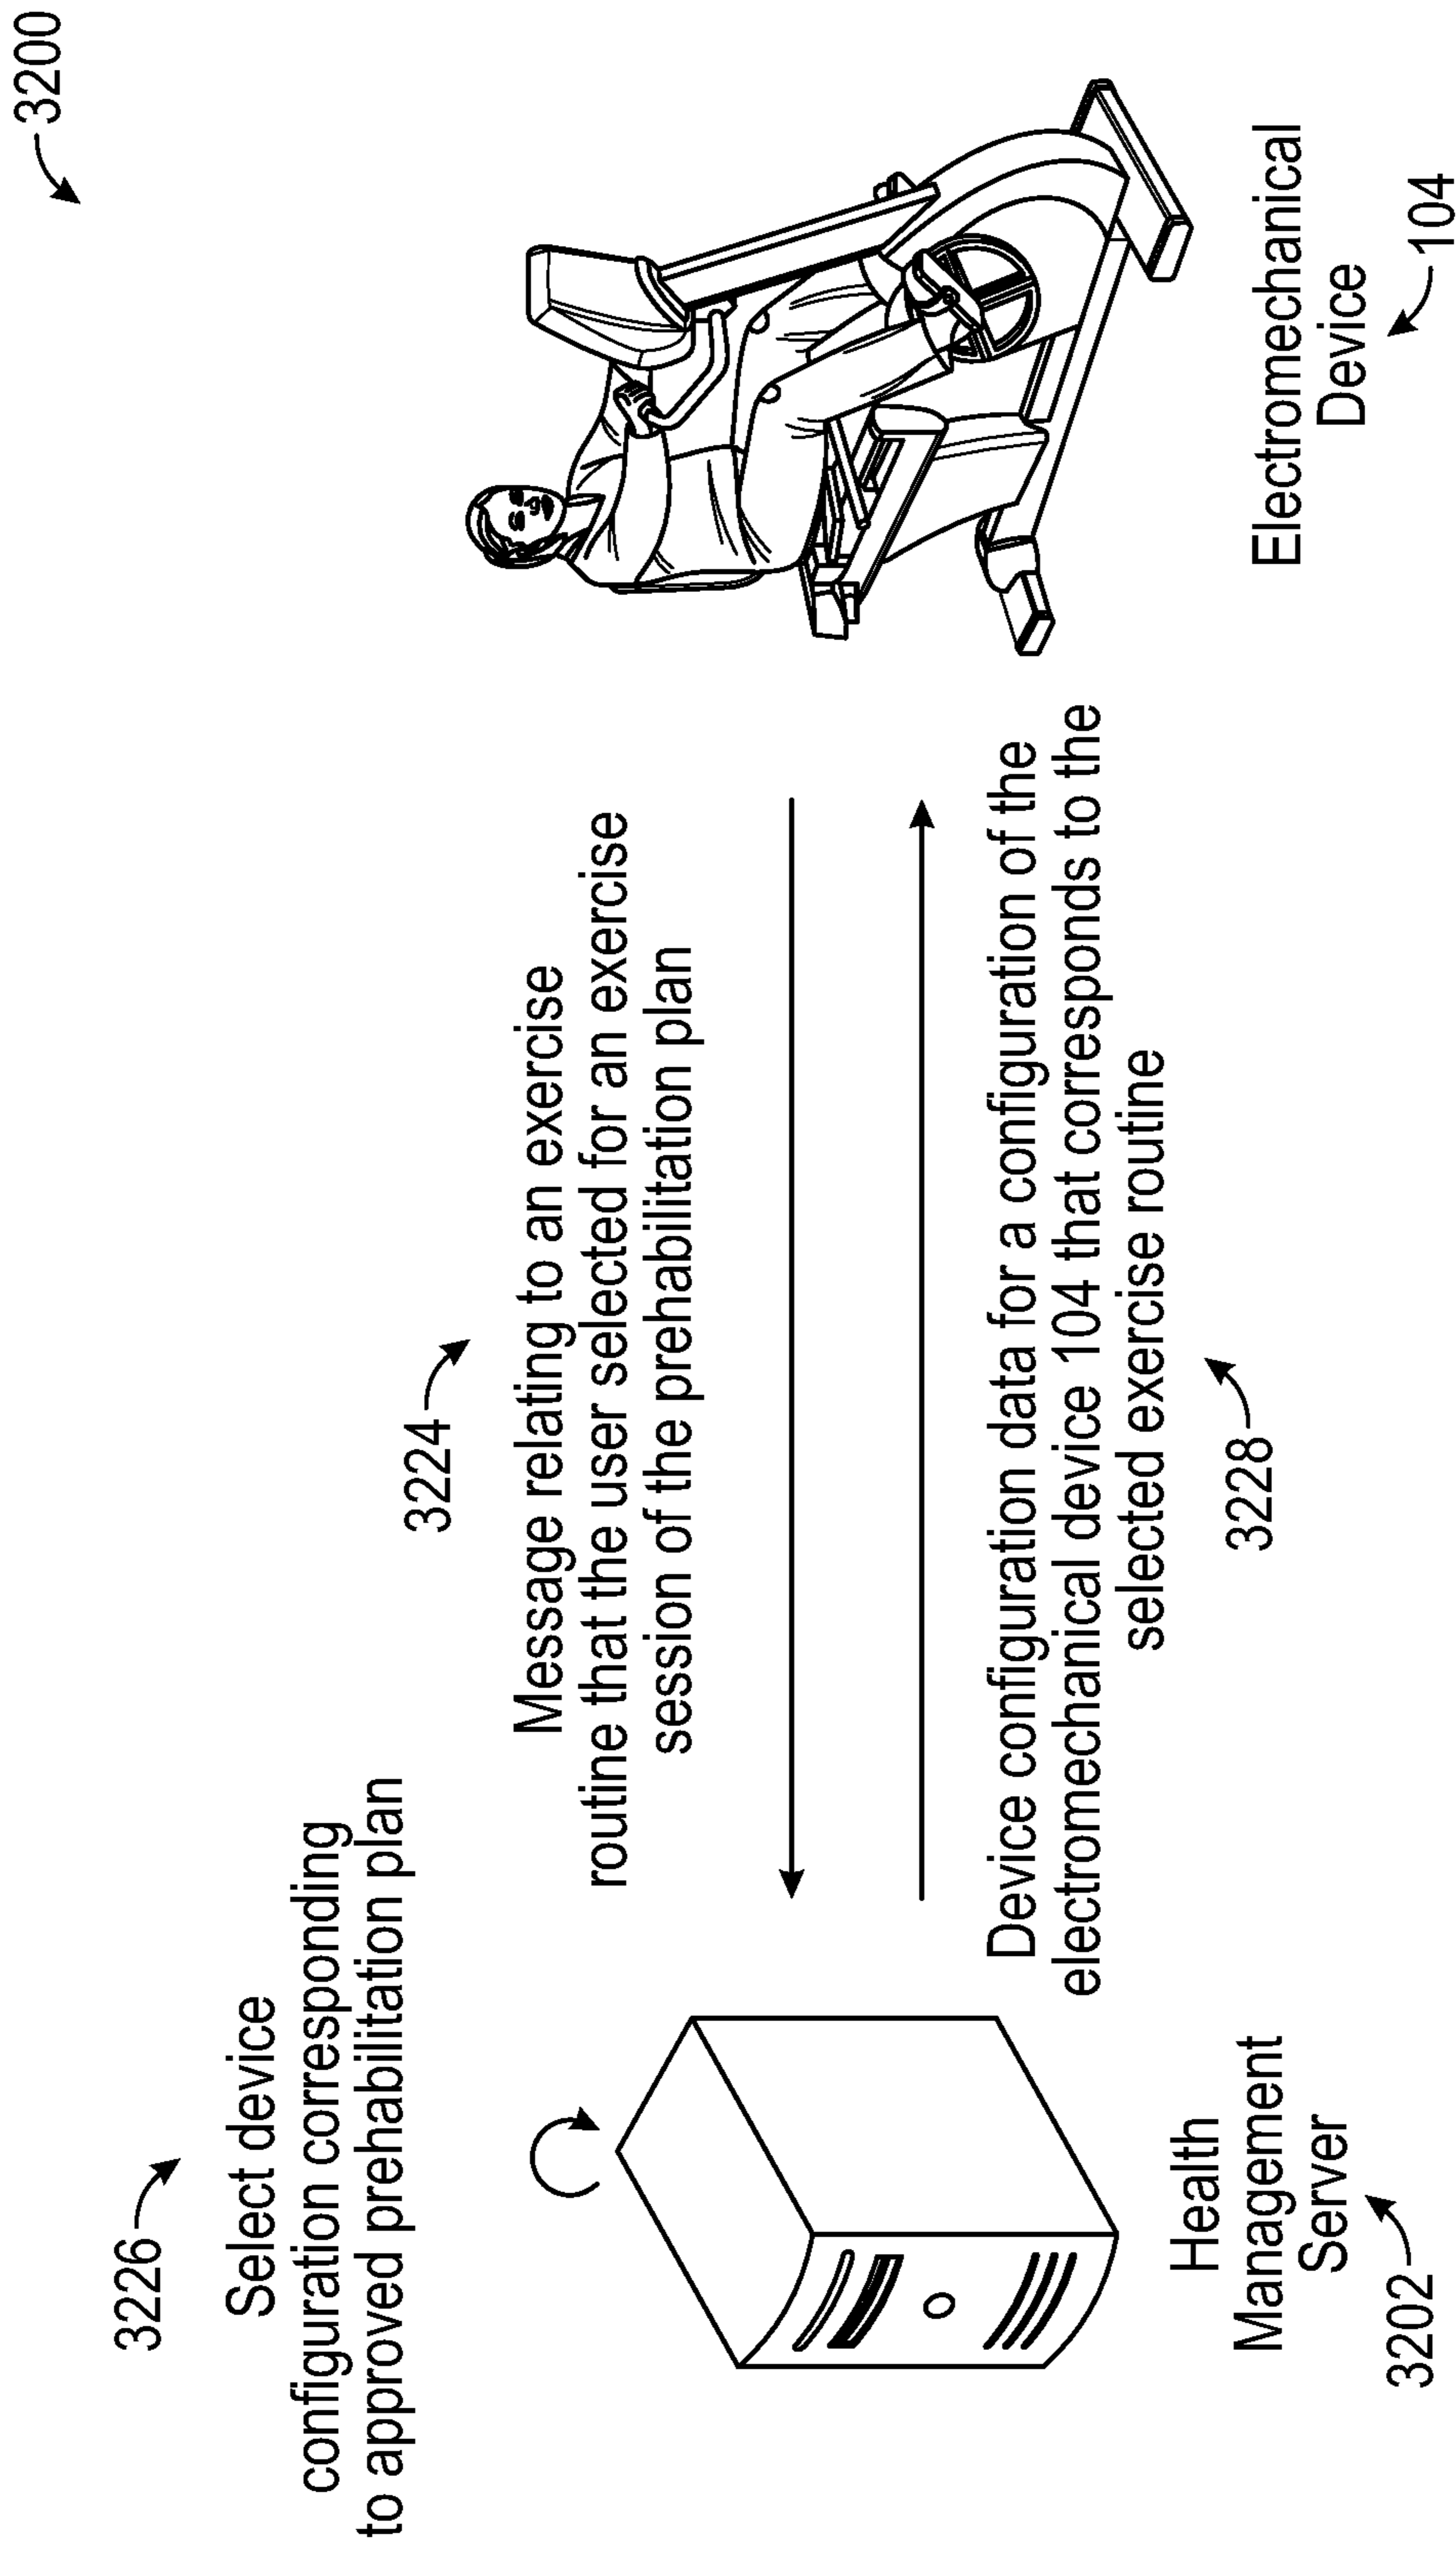 3200
3226
Select device
configuration corresponding
to approved prehabilitation plan
3224
Message relating to an exercise
routine that the user selected for an exercise
session of the prehabilitation plan
Device configuration data for a configuration of the
electromechanical device 104 that corresponds to the
selected exercise routine
3228
Health
Management
Server
3202
Electromechanical
Device
104